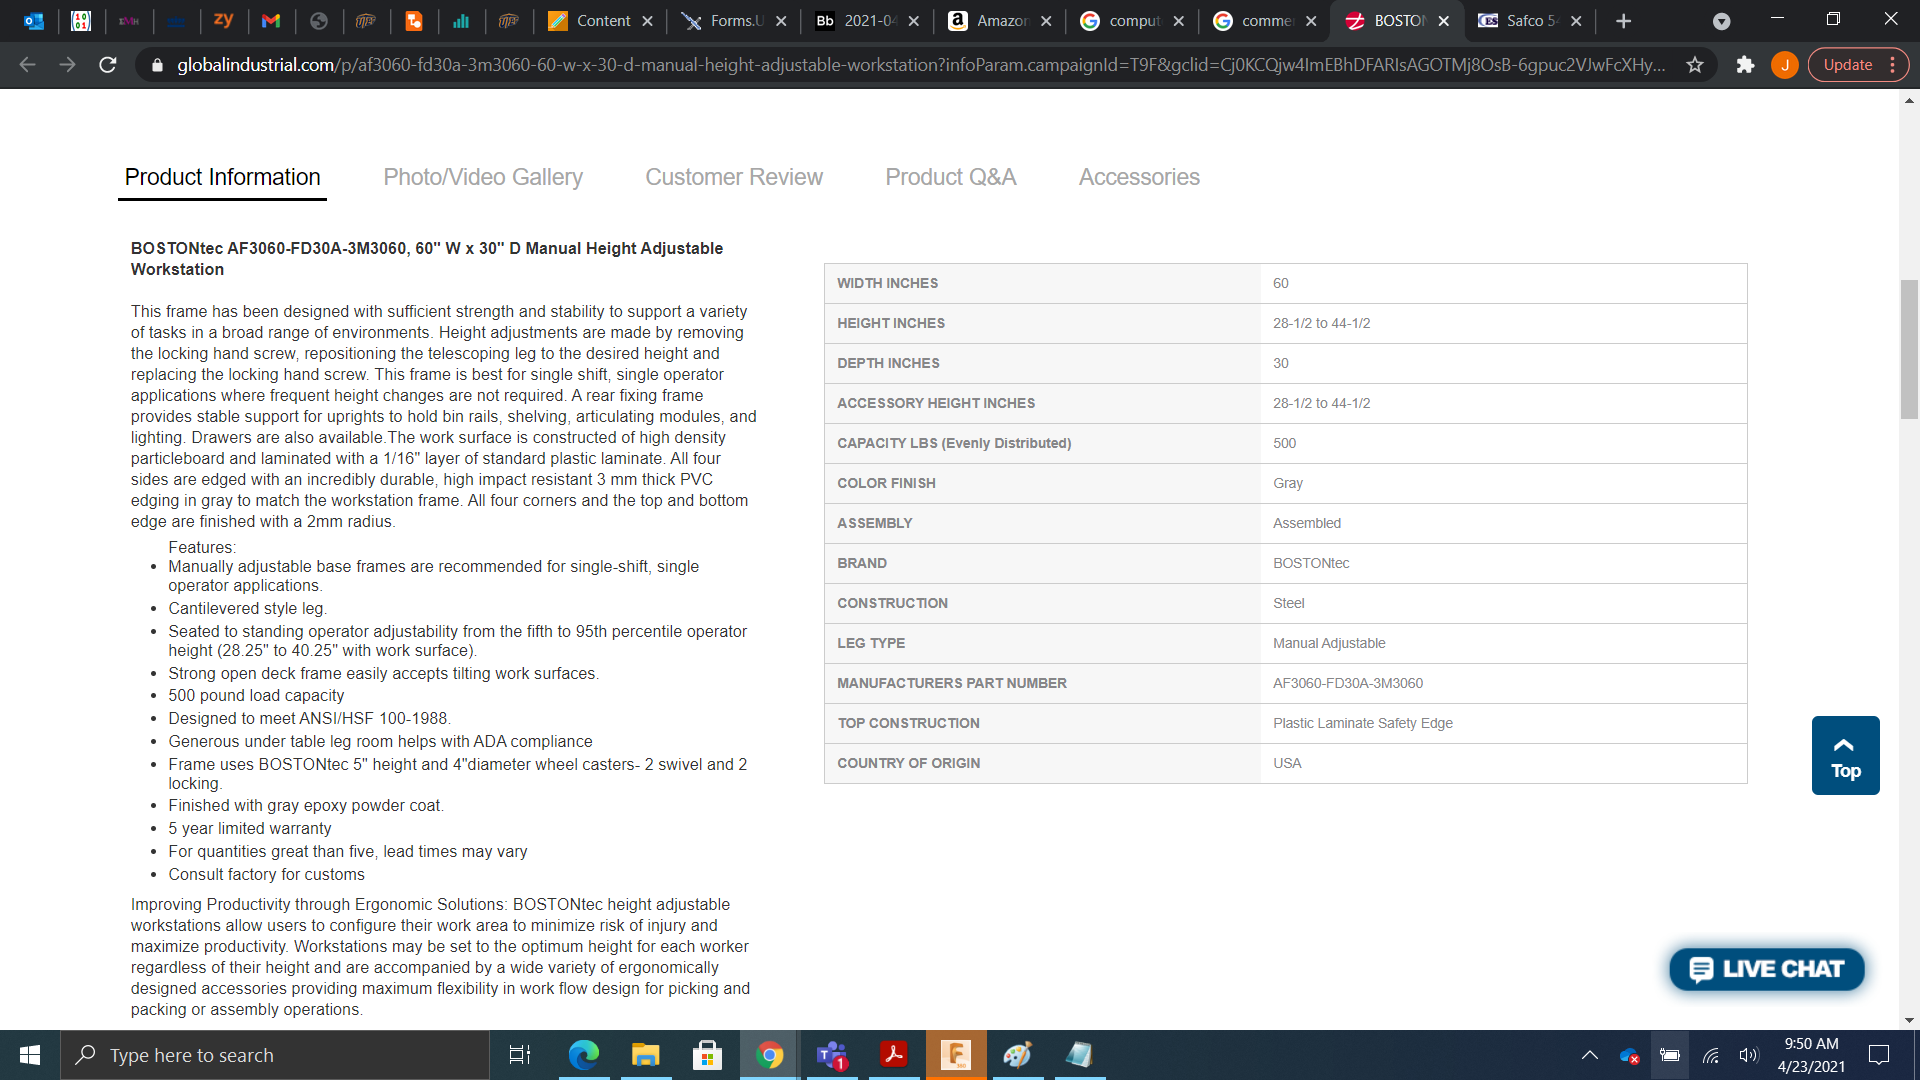 zy
Content
Forms.U
Bb 2021-04
Amazon
comput
comme
BOSTON
CES Safco 54
globalindustrial.com/p/af3060-fd30a-3m3060-60-w-x-30-d-manual-height-adjustable-workstation?infoParam.campaignId=T9F&gclid=Cj0KCQjw4ImEBhDFARIsAGOTMj8OsB-6gpuc2VJwFcXHy...
J
Update
Product Information
Photo/Video Gallery
Customer Review
Product Q&A
Accessories
BOSTONtec AF3060-FD30A-3M3060, 60" W x 30" D Manual Height Adjustable
Workstation
This frame has been designed with sufficient strength and stability to support a variety
of tasks in a broad range of environments. Height adjustments are made by removing
the locking hand screw, repositioning the telescoping leg to the desired height and
replacing the locking hand screw. This frame is best for single shift, single operator
applications where frequent height changes are not required. A rear fixing frame
provides stable support for uprights to hold bin rails, shelving, articulating modules, and
lighting. Drawers are also available.The work surface is constructed of high density
particleboard and laminated with a 1/16" layer of standard plastic laminate. All four
sides are edged with an incredibly durable, high impact resistant 3 mm thick PVC
edging in gray to match the workstation frame. All four corners and the top and bottom
edge are finished with a 2mm radius.
Features:
• Manually adjustable base frames are recommended for single-shift, single
operator applications.
• Cantilevered style leg.
• Seated to standing operator adjustability from the fifth to 95th percentile operator
height (28.25" to 40.25" with work surface).
• Strong open deck frame easily accepts tilting work surfaces.
• 500 pound load capacity
• Designed to meet ANSI/HSF 100-1988.
• Generous under table leg room helps with ADA compliance
• Frame uses BOSTONtec 5" height and 4"diameter wheel casters- 2 swivel and 2
locking.
• Finished with gray epoxy powder coat.
• 5 year limited warranty
• For quantities great than five, lead times may vary
• Consult factory for customs
Improving Productivity through Ergonomic Solutions: BOSTONtec height adjustable
workstations allow users to configure their work area to minimize risk of injury and
maximize productivity. Workstations may be set to the optimum height for each worker
regardless of their height and are accompanied by a wide variety of ergonomically
designed accessories providing maximum flexibility in work flow design for picking and
packing or assembly operations.
WIDTH INCHES 60
HEIGHT INCHES 28-1/2 to 44-1/2
DEPTH INCHES 30
ACCESSORY HEIGHT INCHES 28-1/2 to 44-1/2
CAPACITY LBS (Evenly Distributed) 500
COLOR FINISH Gray
ASSEMBLY Assembled
BRAND BOSTONtec
CONSTRUCTION Steel
LEG TYPE Manual Adjustable
MANUFACTURERS PART NUMBER AF3060-FD30A-3M3060
TOP CONSTRUCTION Plastic Laminate Safety Edge
COUNTRY OF ORIGIN USA
Top
LIVE CHAT
Type here to search
1
9:50 AM
4/23/2021